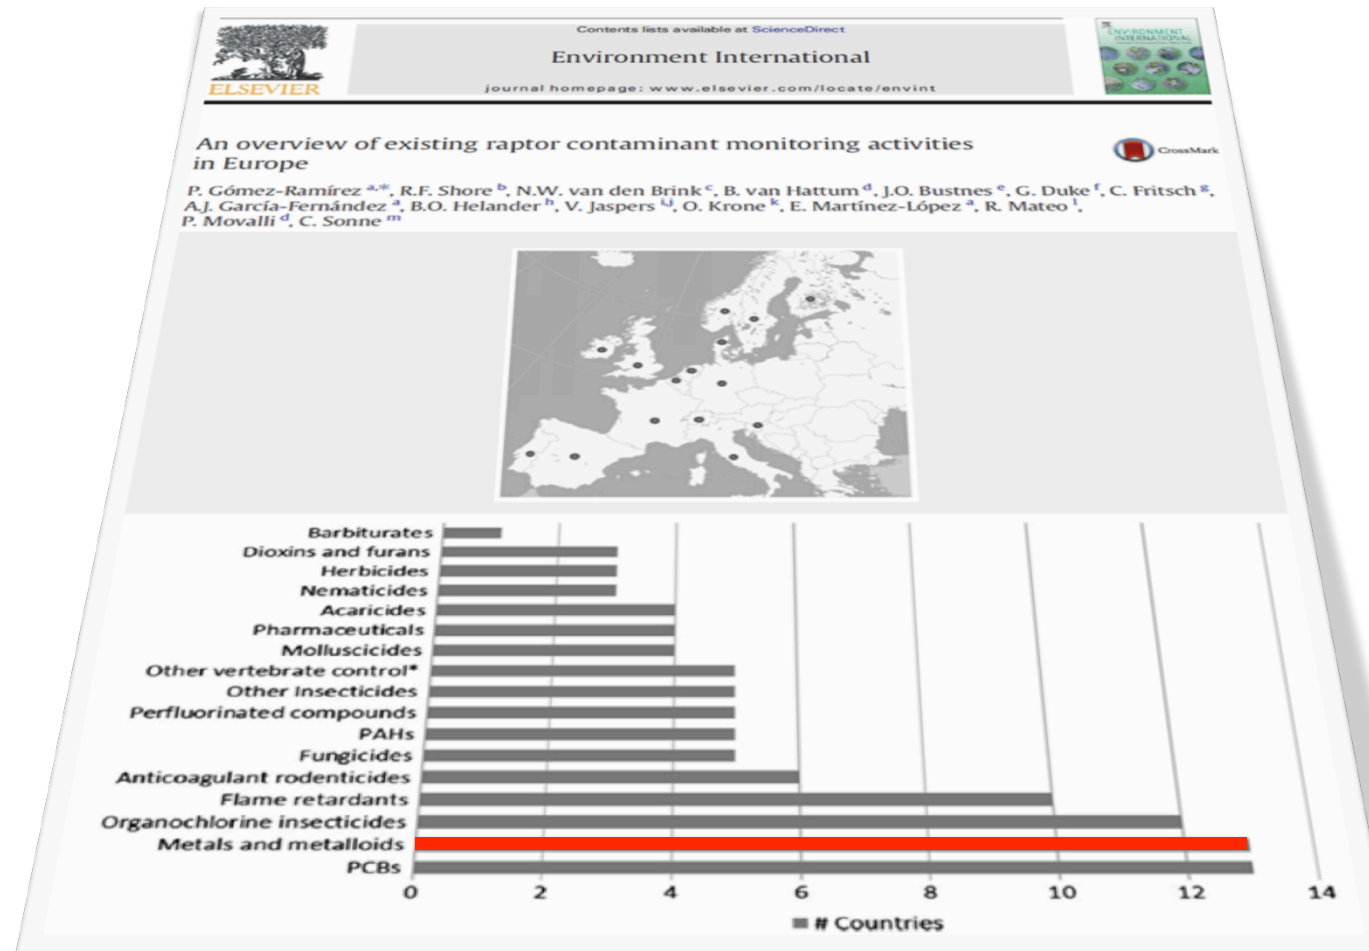 Contents lists available at ScienceDirect
Environment International
journal homepage: www.elsevier.com/locate/envint
ELSEVIER
ENVIRONMENT INTERNATIONAL
An overview of existing raptor contaminant monitoring activities
in Europe
CrossMark
P. Gómez-Ramírez a,*, R.F. Shore b, N.W. van den Brink c, B. van Hattum d, J.O. Bustnes e, G. Duke f, C. Fritsch g,
A.J. García-Fernández a, B.O. Helander h, V. Jaspers i,j, O. Krone k, E. Martínez-López a, R. Mateo l,
P. Movalli d, C. Sonne m
Barbiturates
Dioxins and furans
Herbicides
Nematicides
Acaricides
Pharmaceuticals
Molluscicides
Other vertebrate control*
Other Insecticides
Perfluorinated compounds
PAHs
Fungicides
Anticoagulant rodenticides
Flame retardants
Organochlorine insecticides
Metals and metalloids
PCBs
0 2 4 6 8 10 12 14
# Countries